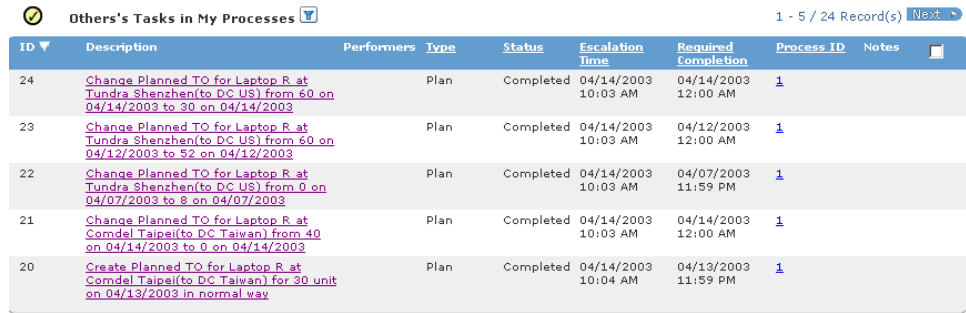 Others's Tasks in My Processes 1 - 5 / 24 Record(s) Next
ID Description Performers Type Status Escalation Time Required Completion Process ID Notes
24 Change Planned TO for Laptop R at Plan Completed 04/14/2003 04/14/2003 1
Tundra Shenzhen(to DC US) from 60 on 10:03 AM 12:00 AM
04/14/2003 to 30 on 04/14/2003
23 Change Planned TO for Laptop R at Plan Completed 04/14/2003 04/12/2003 1
Tundra Shenzhen(to DC US) from 60 on 10:03 AM 12:00 AM
04/12/2003 to 52 on 04/12/2003
22 Change Planned TO for Laptop R at Plan Completed 04/14/2003 04/07/2003 1
Tundra Shenzhen(to DC US) from 0 on 10:03 AM 11:59 PM
04/07/2003 to 8 on 04/07/2003
21 Change Planned TO for Laptop R at Plan Completed 04/14/2003 04/14/2003 1
Comdel Taipei(to DC Taiwan) from 40 10:03 AM 12:00 AM
on 04/14/2003 to 0 on 04/14/2003
20 Create Planned TO for Laptop R at Plan Completed 04/14/2003 04/13/2003 1
Comdel Taipei(to DC Taiwan) for 30 unit 10:04 AM 11:59 PM
on 04/13/2003 in normal way